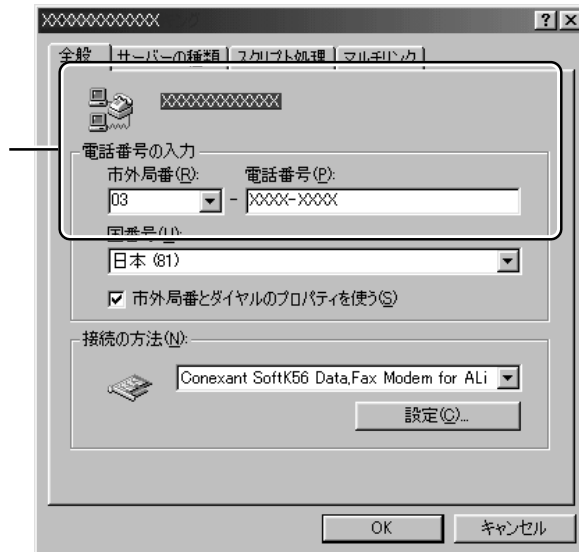 XXXXXXXXXXXXX
全般 サーバーの種類 スクリプト処理 マルチリンク
XXXXXXXXXXXXX
電話番号の入力
市外局番(R): 電話番号(P):
03 - XXXX-XXXX
国番号(U):
日本 (81)
市外局番とダイヤルのプロパティを使う(S)
接続の方法(N):
Conexant SoftK56 Data,Fax Modem for ALi
設定(C)...
OK キャンセル